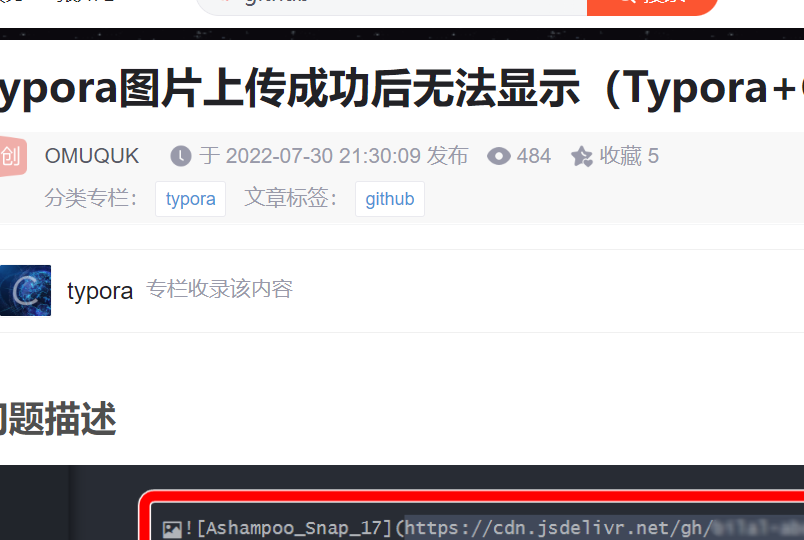 github
ypora图片上传成功后无法显示（Typora+
创 OMUQUK 于 2022-07-30 21:30:09 发布 484 收藏 5
分类专栏： typora 文章标签： github
typora 专栏收录该内容
问题描述
![Ashampoo_Snap_17](https://cdn.jsdelivr.net/gh/